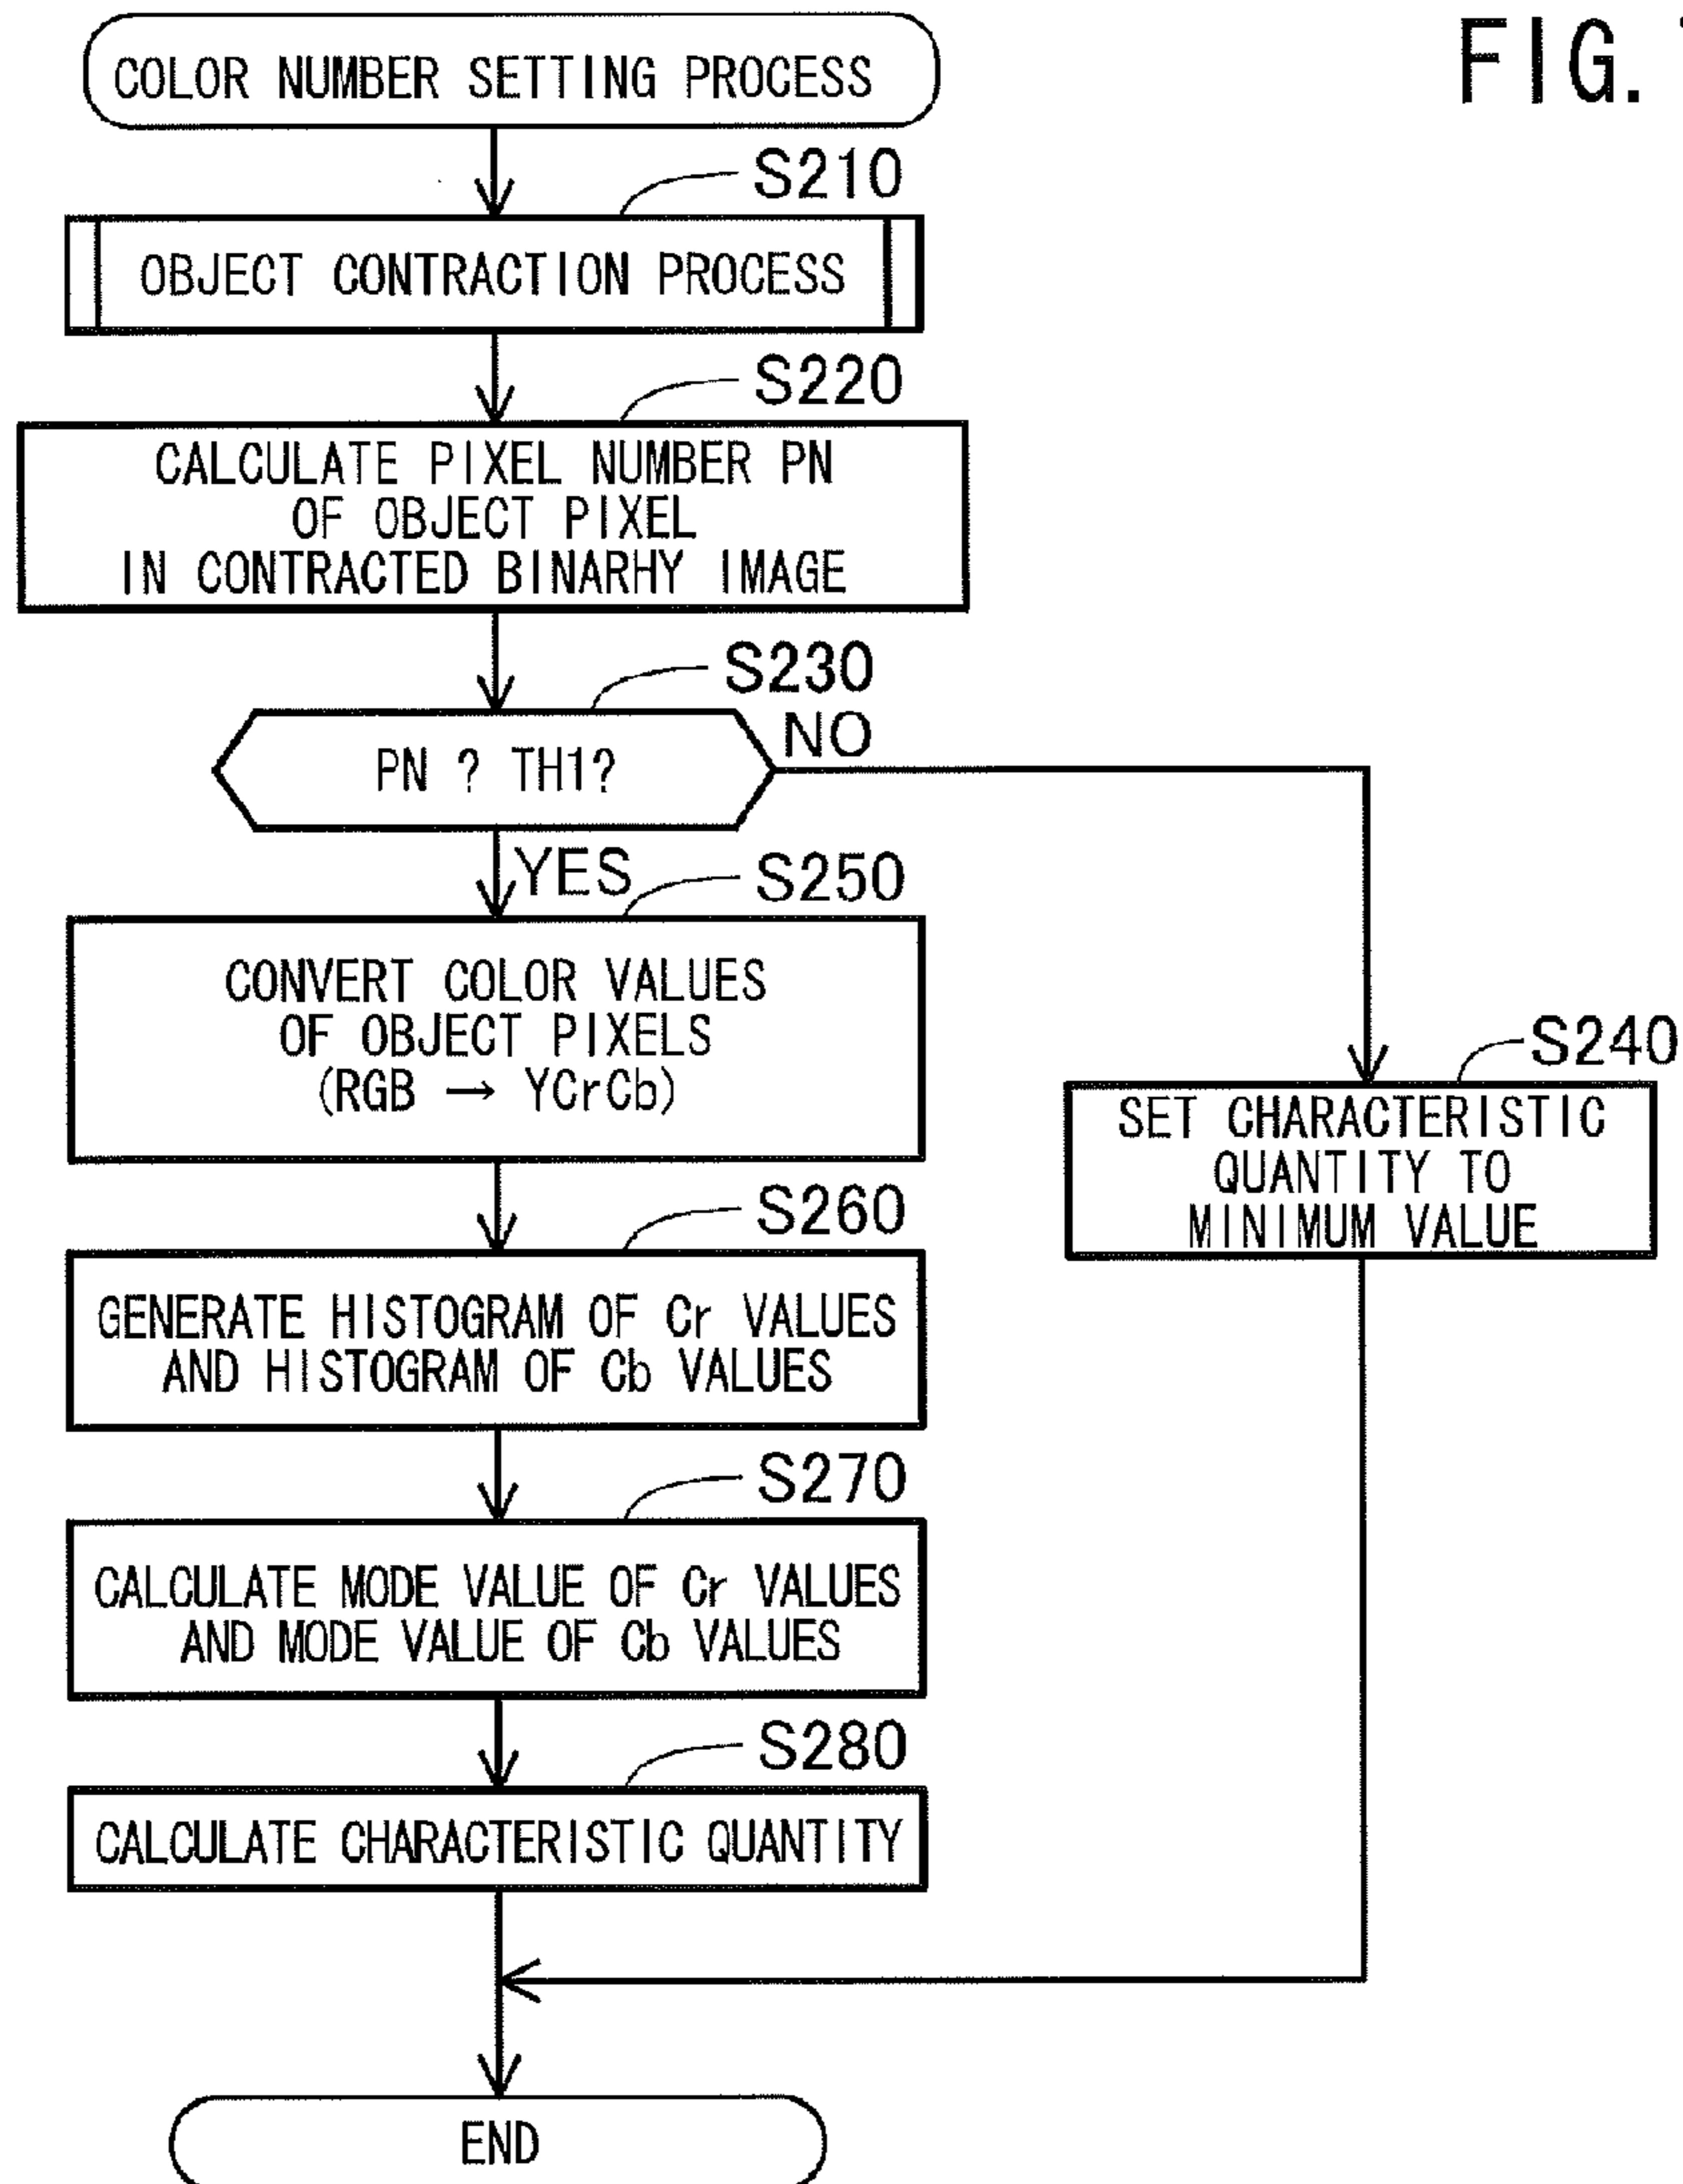 FIG.
COLOR NUMBER SETTING PROCESS
S210
OBJECT CONTRACTION PROCESS
S220
CALCULATE PIXEL NUMBER PN
OF OBJECT PIXEL
IN CONTRACTED BINARHY IMAGE
S230
PN ? TH1?
NO
YES
S250
CONVERT COLOR VALUES
OF OBJECT PIXELS
(RGB → YCrCb)
S240
SET CHARACTERISTIC
QUANTITY TO
MINIMUM VALUE
S260
GENERATE HISTOGRAM OF Cr VALUES
AND HISTOGRAM OF Cb VALUES
S270
CALCULATE MODE VALUE OF Cr VALUES
AND MODE VALUE OF Cb VALUES
S280
CALCULATE CHARACTERISTIC QUANTITY
END